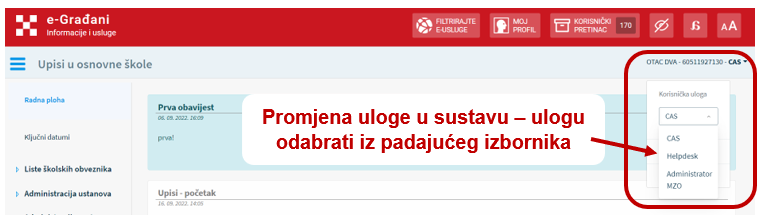 e-Građani
Informacije i usluge
FILTRIRAJTE
E-USLUGE
MOJ
PROFIL
KORISNIČKI
PRETINAC
170
ß
AA
Upisi u osnovne škole
OTAC DVA - 60511927130 - CAS
Radna ploha
Ključni datumi
Liste školskih obveznika
Administracija ustanova
Prva obavijest
06. 09. 2022. 16:09
prva!
Upisi - početak
16. 09. 2022. 14:05
Promjena uloge u sustavu – ulogu
odabrati iz padajućeg izbornika
Korisnička uloga
CAS
CAS
Helpdesk
Administrator
MZO